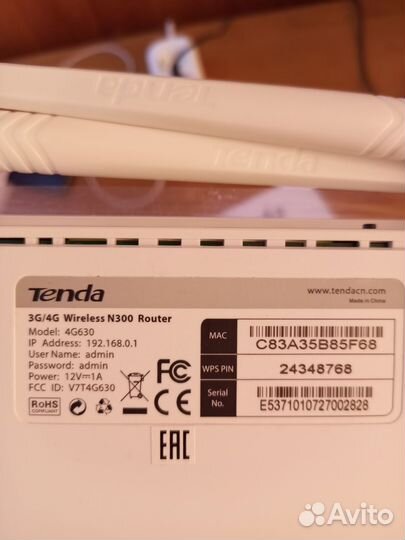 Tenda
Tenda
Tenda
www.tendacn.com
Made in China
3G/4G Wireless N300 Router
Model: 4G630
IP Address: 192.168.0.1
User Name: admin
Password: admin
Power: 12V⎓1A
FCC ID: V7T4G630
RoHS
COMPLIANT
CE
FC
MAC
C83A35B85F68
WPS PIN
24348768
Serial No.
E5371010727002828
EAC
Avito